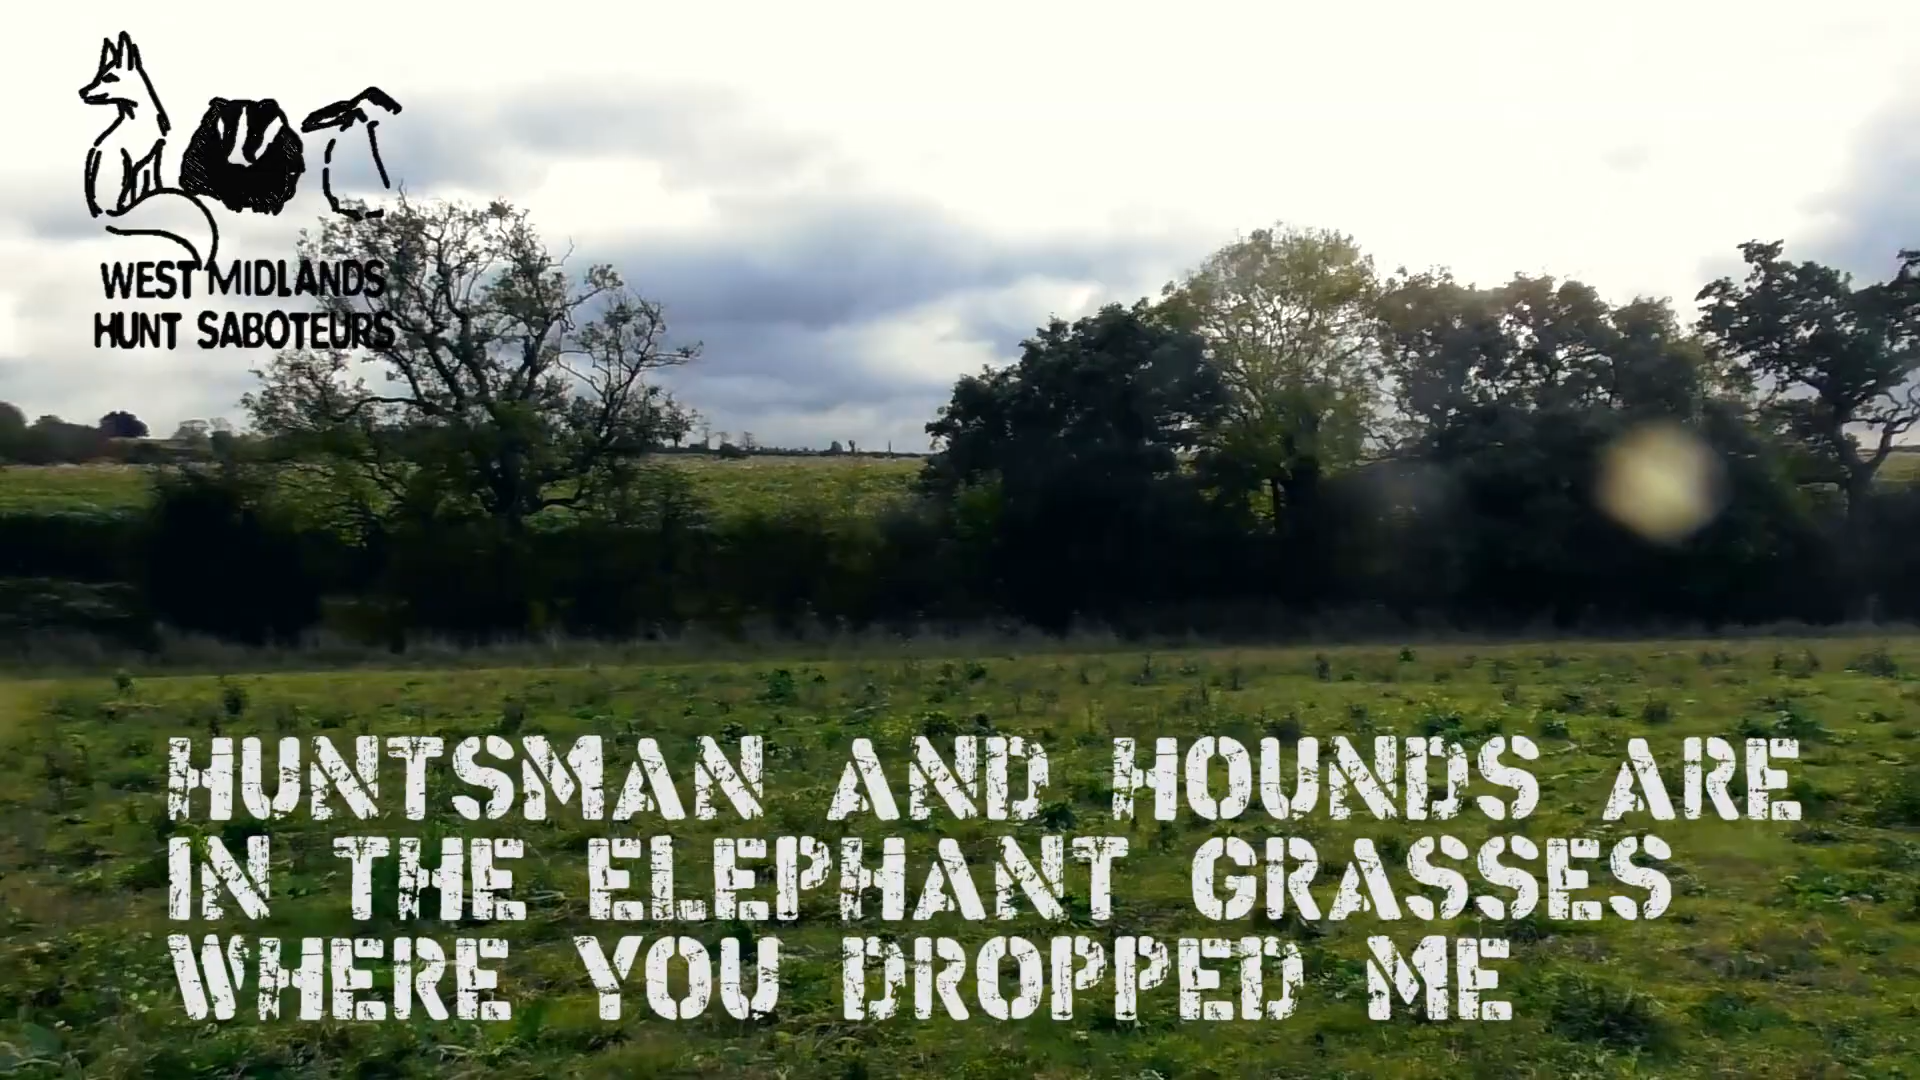 WEST MIDLANDS
HUNT SABOTEURS
HUNTSMAN AND HOUNDS ARE
IN THE ELEPHANT GRASSES
WHERE YOU DROPPED ME